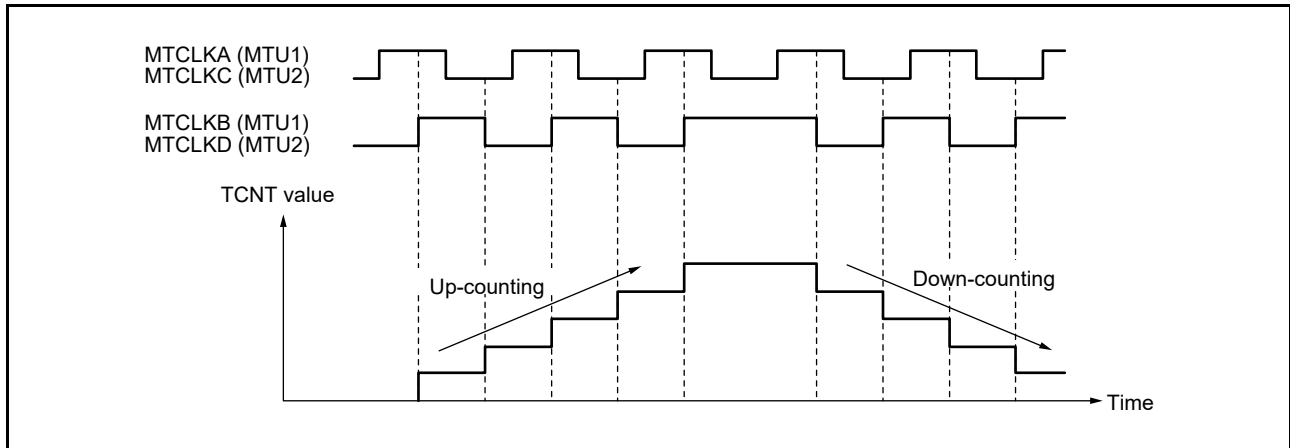 MTCLKA (MTU1)
MTCLKC (MTU2)
MTCLKB (MTU1)
MTCLKD (MTU2)
TCNT value
Up-counting
Down-counting
Time